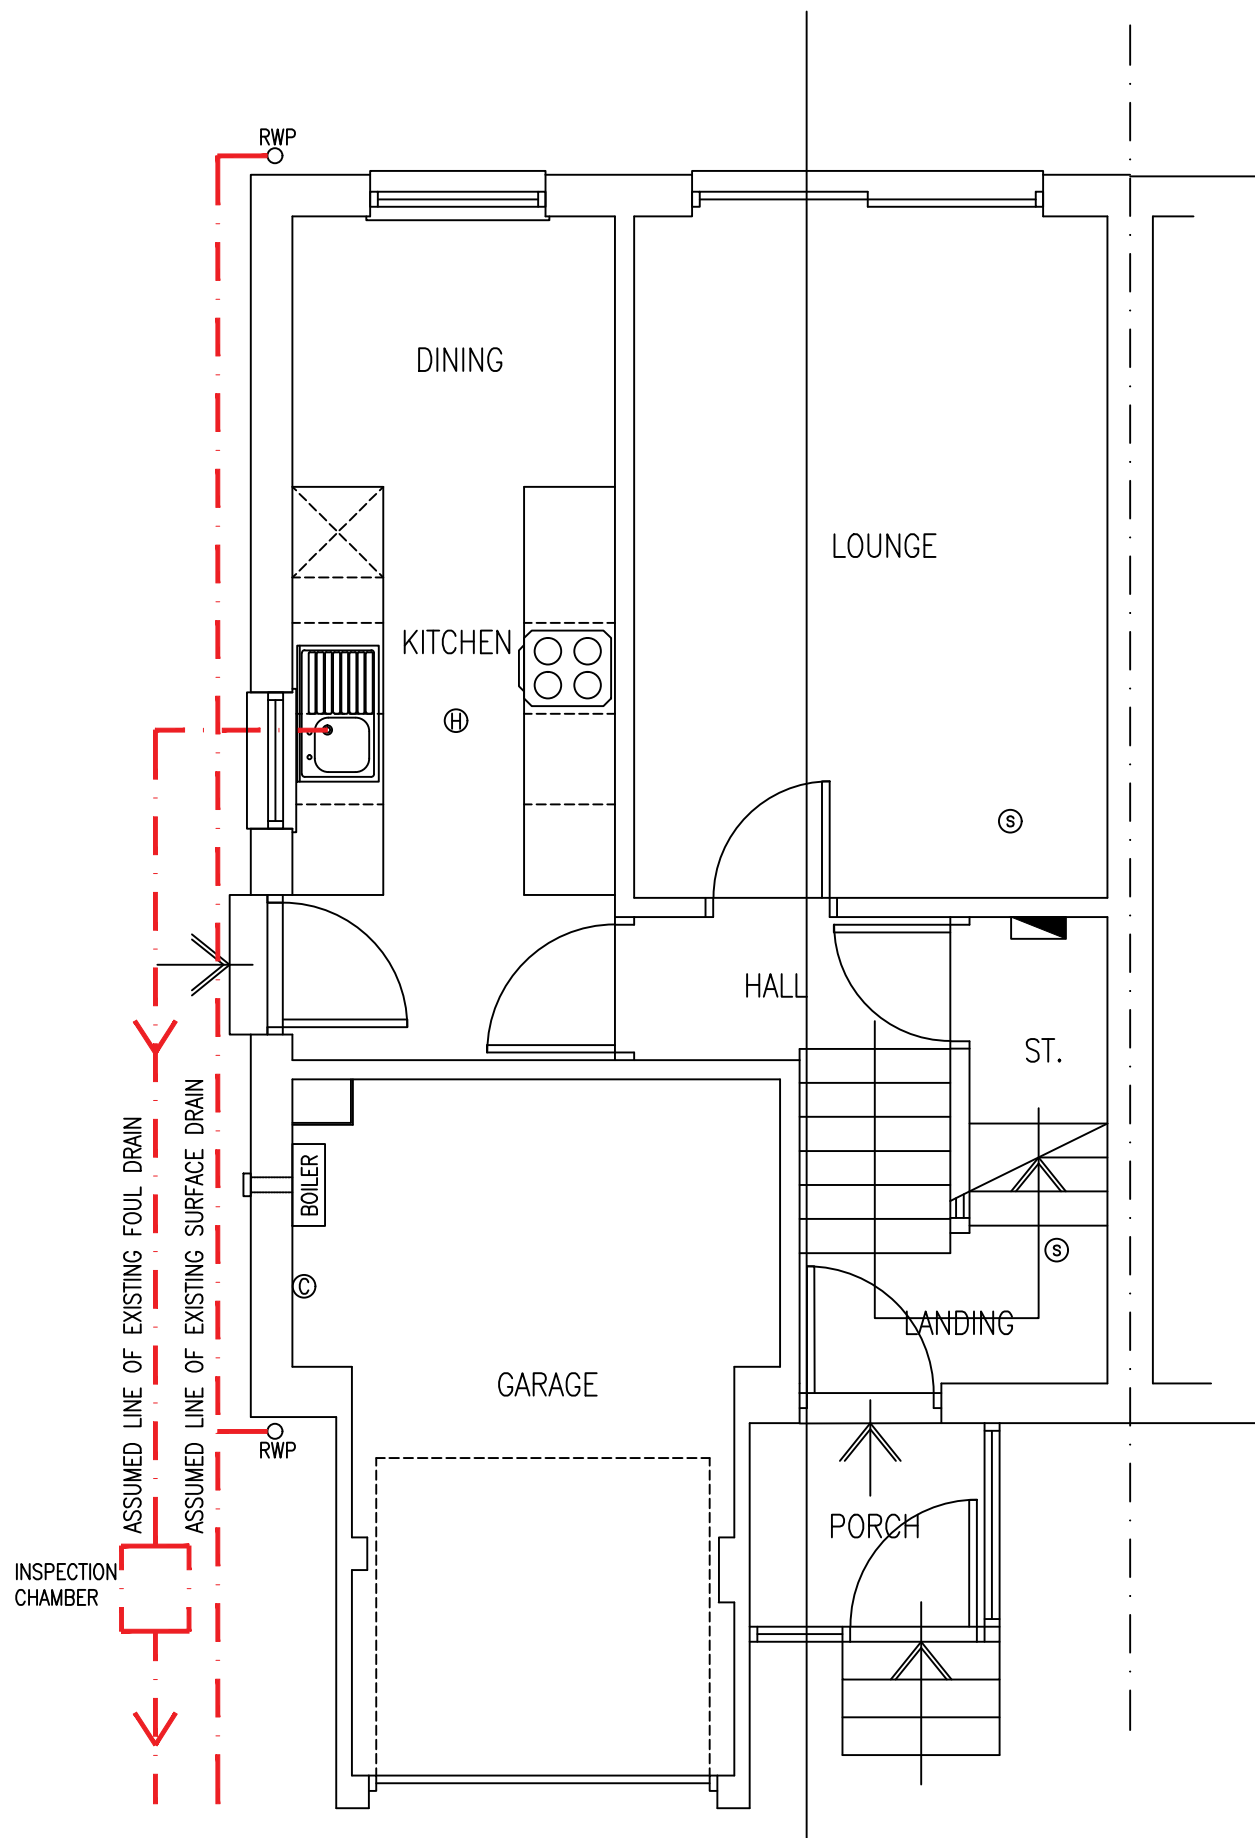 RWP
DINING
LOUNGE
KITCHEN
H
S
HALL
ST.
BOILER
ASSUMED LINE OF EXISTING FOUL DRAIN
ASSUMED LINE OF EXISTING SURFACE DRAIN
S
C
LANDING
GARAGE
RWP
PORCH
INSPECTION
CHAMBER